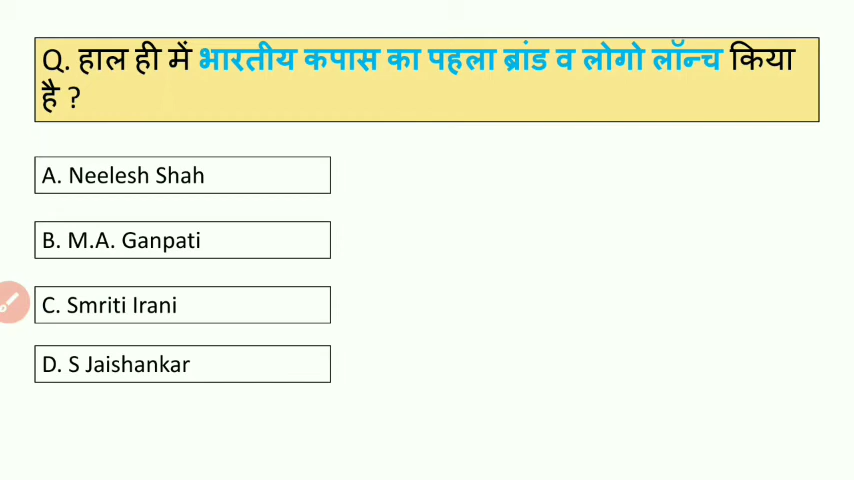 Q. हाल ही में भारतीय कपास का पहला ब्रांड व लोगो लॉन्च किया
है ?
A. Neelesh Shah
B. M.A. Ganpati
C. Smriti Irani
D. S Jaishankar